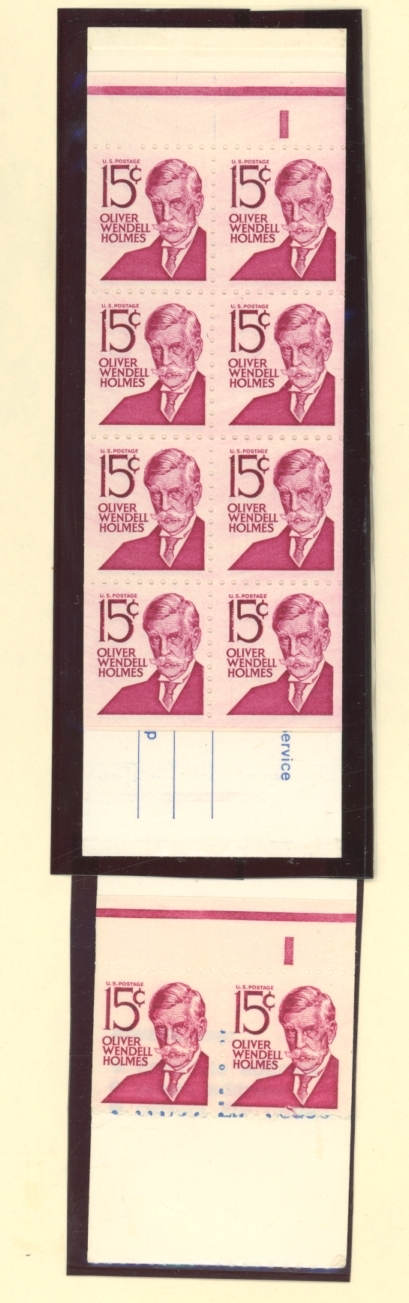 U.S. POSTAGE
15¢
OLIVER
WENDELL
HOLMES
U.S. POSTAGE
15¢
OLIVER
WENDELL
HOLMES
U.S. POSTAGE
15¢
OLIVER
WENDELL
HOLMES
U.S. POSTAGE
15¢
OLIVER
WENDELL
HOLMES
U.S. POSTAGE
15¢
OLIVER
WENDELL
HOLMES
U.S. POSTAGE
15¢
OLIVER
WENDELL
HOLMES
U.S. POSTAGE
15¢
OLIVER
WENDELL
HOLMES
U.S. POSTAGE
15¢
OLIVER
WENDELL
HOLMES
ervice
p
U.S. POSTAGE
15¢
OLIVER
WENDELL
HOLMES
U.S. POSTAGE
15¢
OLIVER
WENDELL
HOLMES